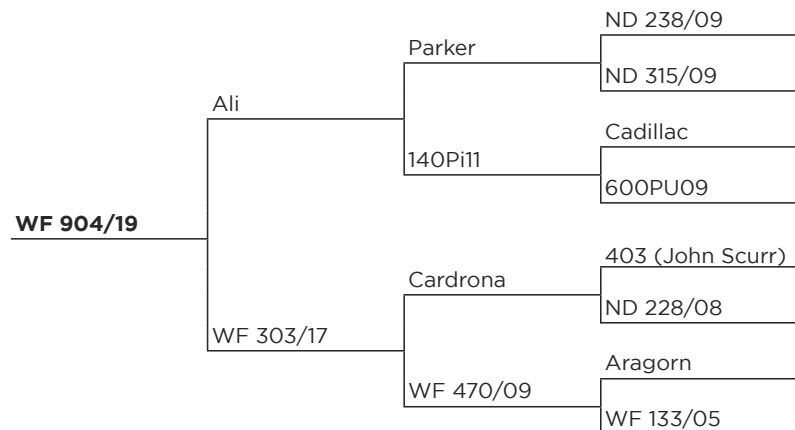 ND 238/09
Parker
ND 315/09
Ali
Cadillac
140Pi11
600PU09
WF 904/19
403 (John Scurr)
Cardrona
ND 228/08
WF 303/17
Aragorn
WF 470/09
WF 133/05